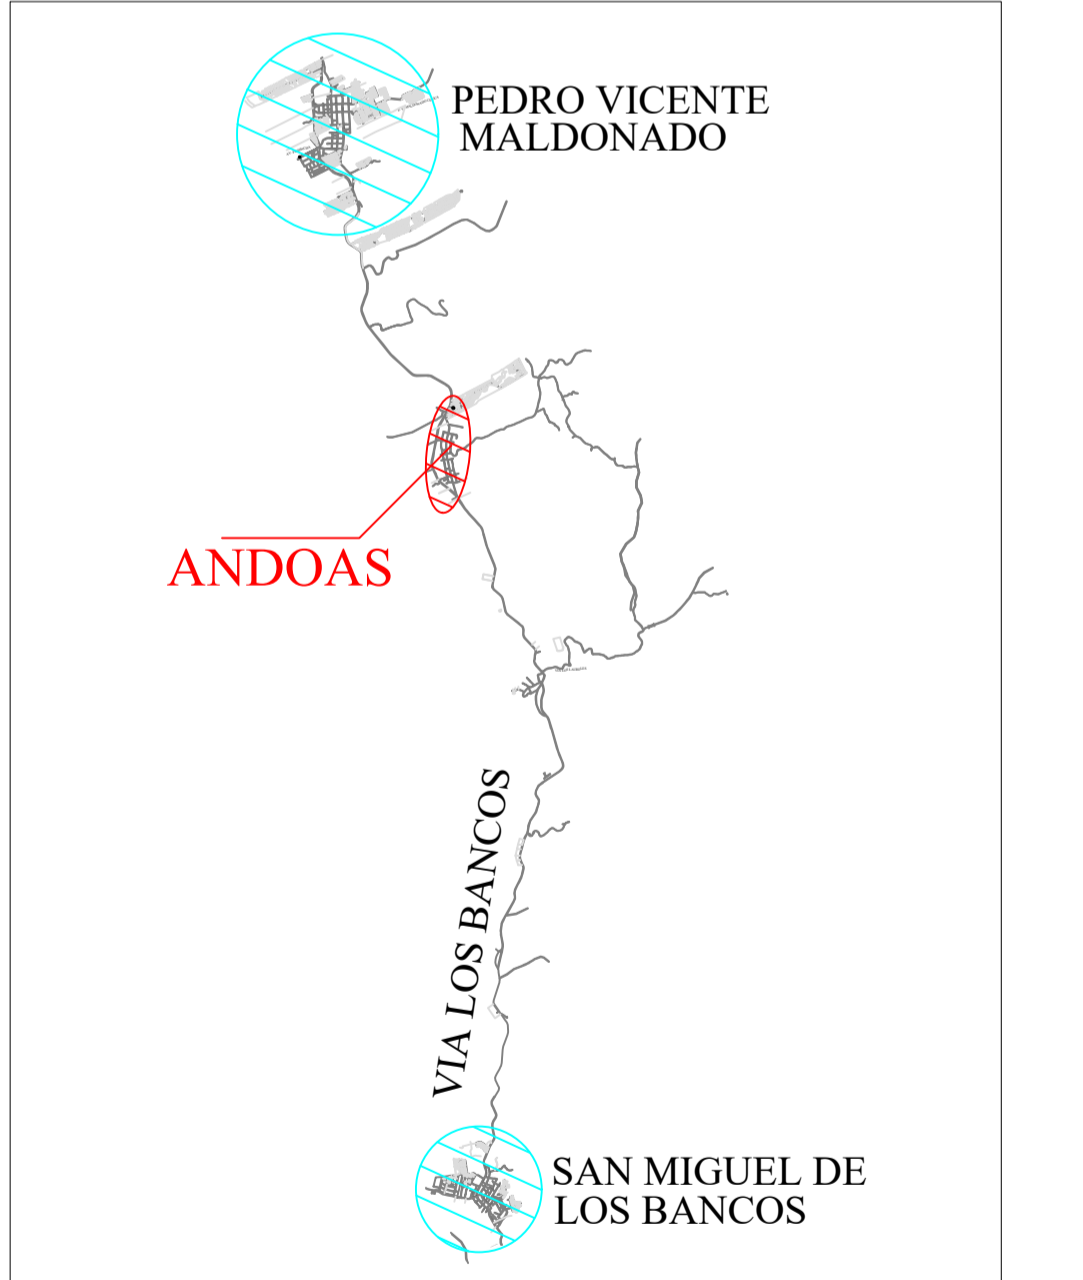 PEDRO VICENTE
MALDONADO
ANDOAS
VIA LOS BANCOS
SAN MIGUEL DE
LOS BANCOS